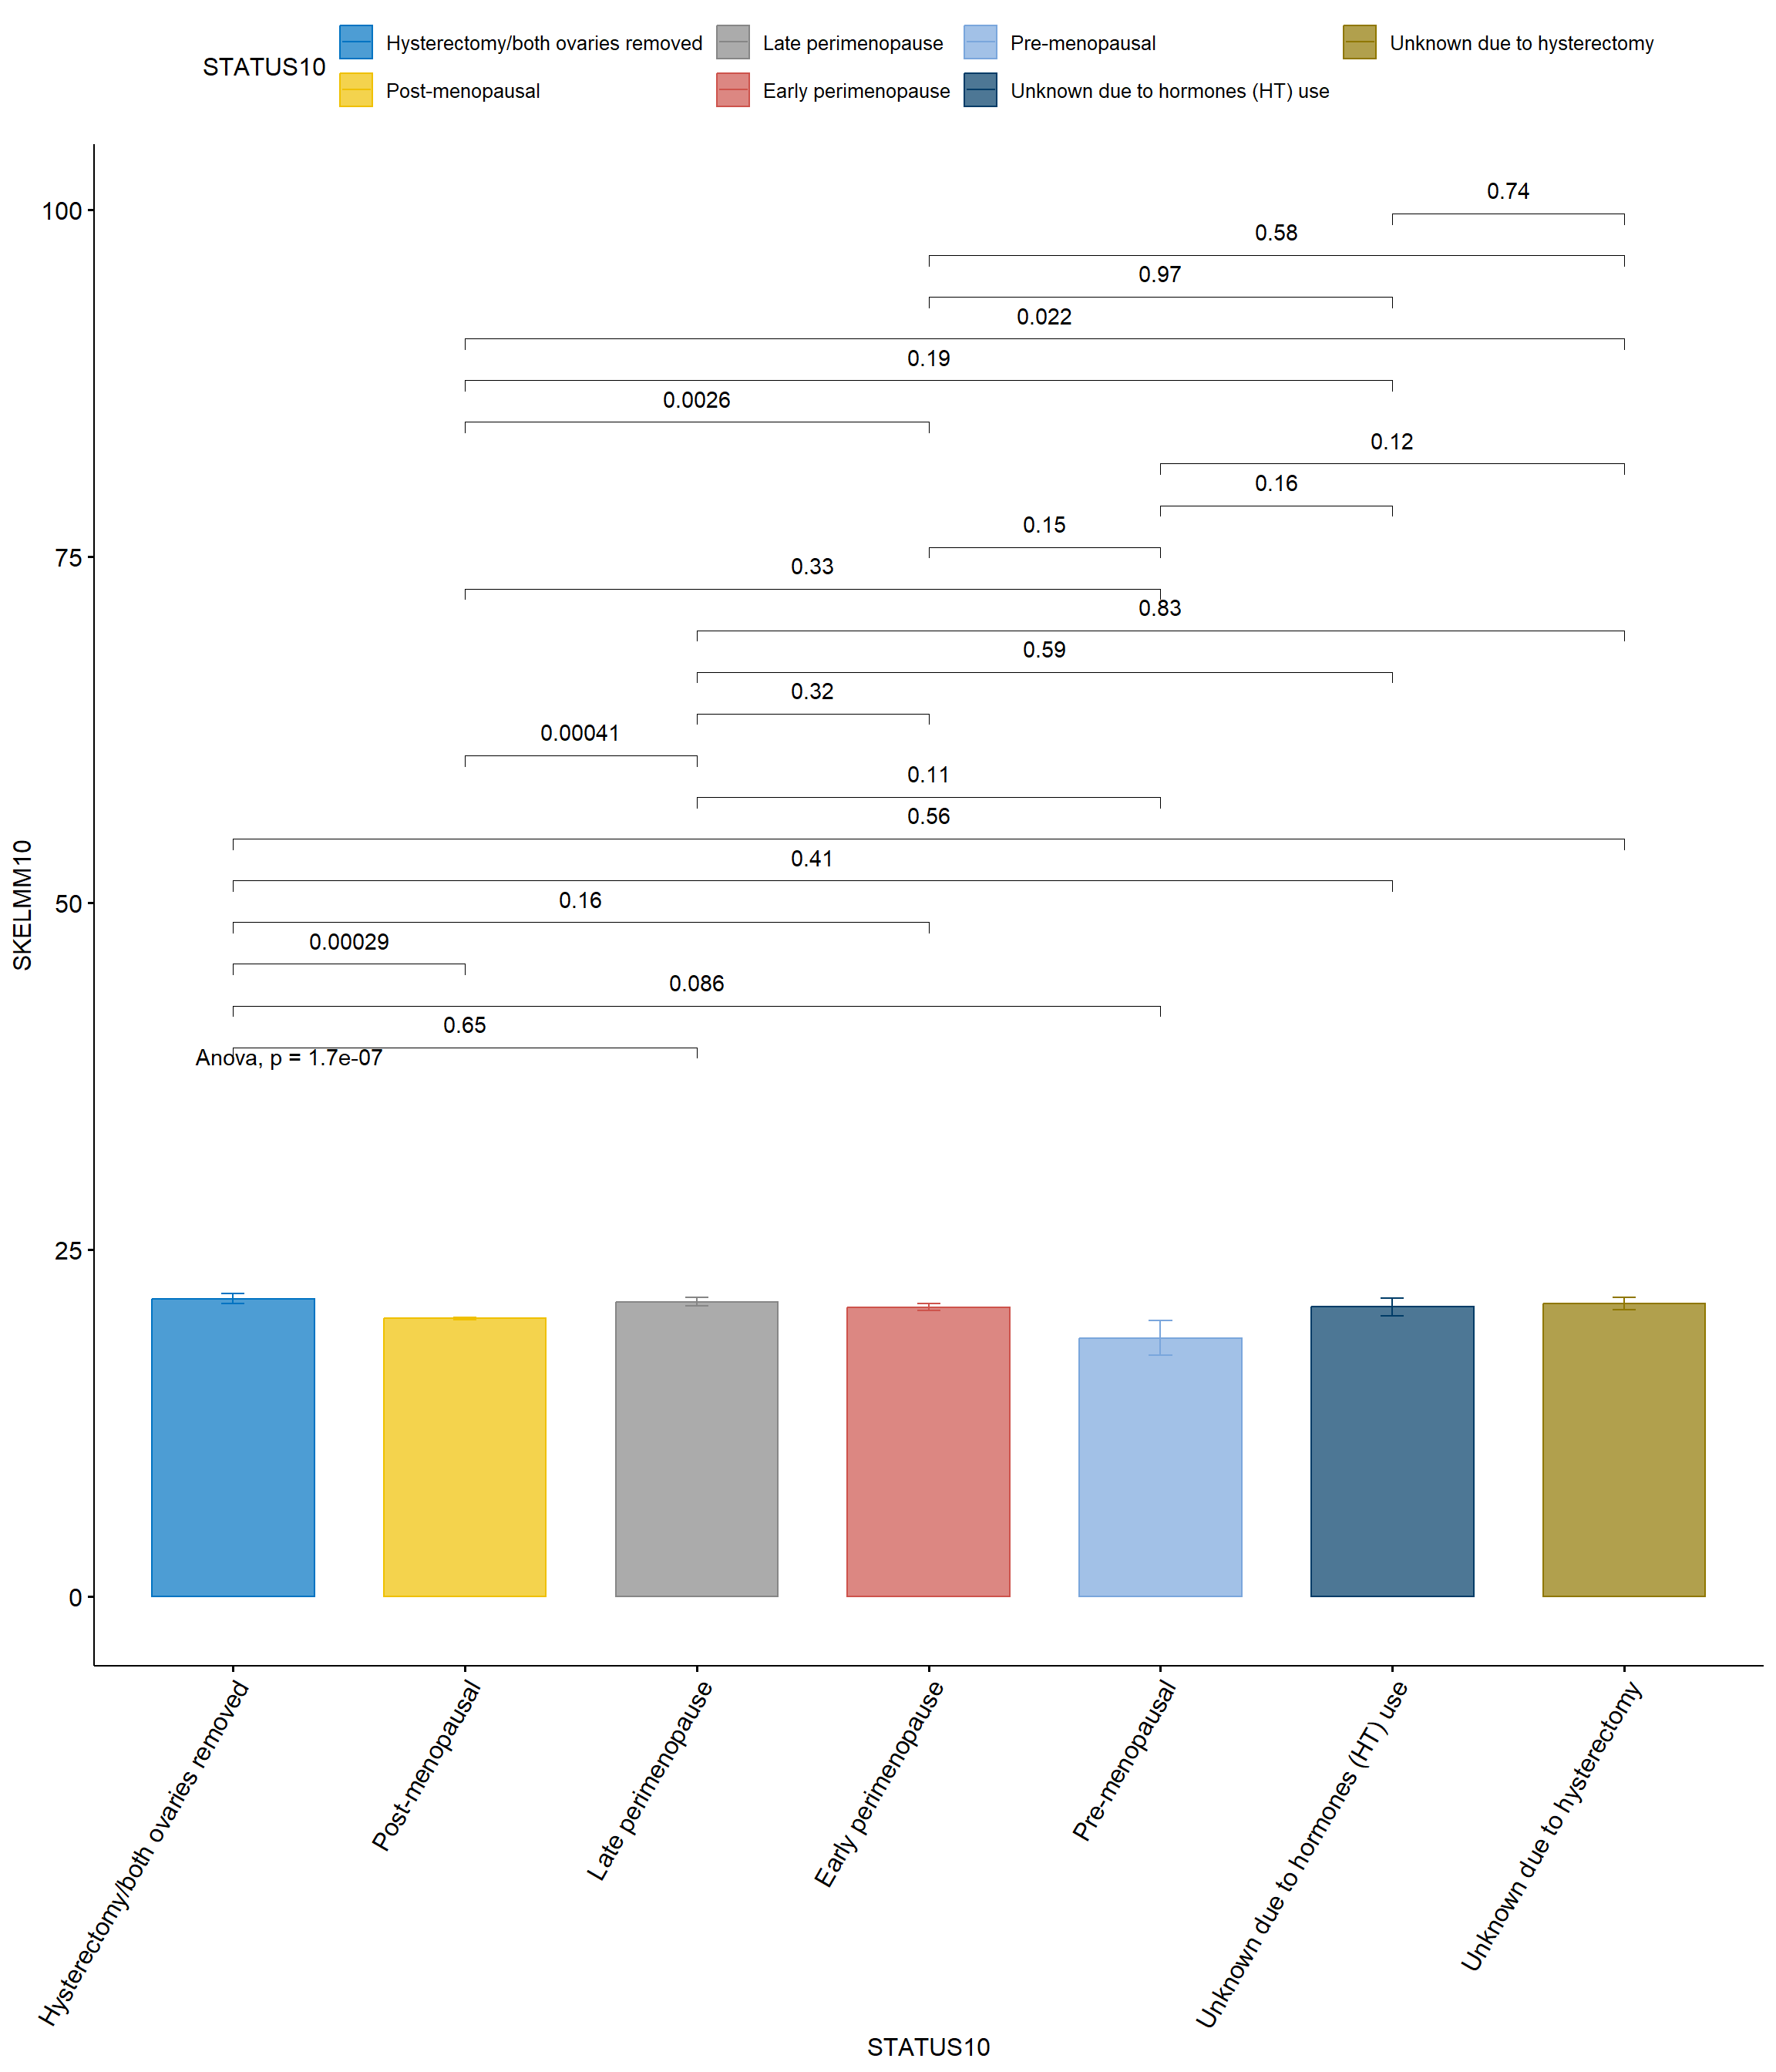 STATUS10
Hysterectomy/both ovaries removed
Late perimenopause
Pre-menopausal
Unknown due to hysterectomy
Post-menopausal
Early perimenopause
Unknown due to hormones (HT) use
100
0.74
0.58
0.97
0.022
0.19
0.0026
0.12
0.16
0.15
75
0.33
0.83
0.59
0.32
0.00041
0.11
0.56
0.41
50
0.16
0.00029
0.086
0.65
Anova, p = 1.7e-07
SKELMM10
25
0
Hysterectomy/both ovaries removed
Post-menopausal
Late perimenopause
Early perimenopause
Pre-menopausal
Unknown due to hormones (HT) use
Unknown due to hysterectomy
STATUS10